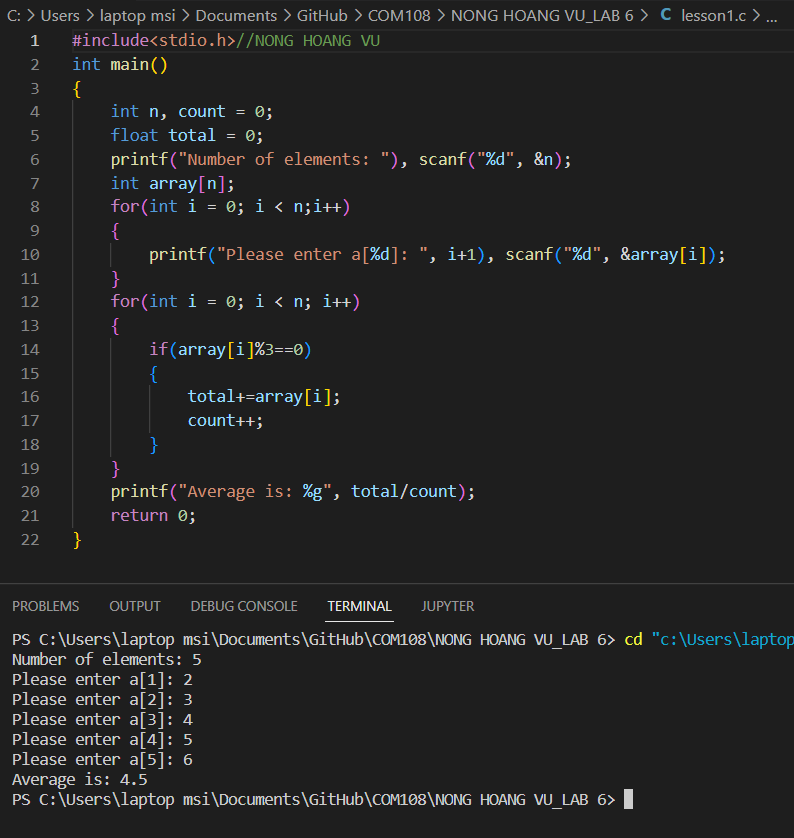 C: > Users > laptop msi > Documents > GitHub > COM108 > NONG HOANG VU_LAB 6 > C lesson1.c > ...
1 #include<stdio.h>//NONG HOANG VU
2 int main()
3 {
4     int n, count = 0;
5     float total = 0;
6     printf("Number of elements: "), scanf("%d", &n);
7     int array[n];
8     for(int i = 0; i < n;i++)
9     {
10         printf("Please enter a[%d]: ", i+1), scanf("%d", &array[i]);
11     }
12     for(int i = 0; i < n; i++)
13     {
14         if(array[i]%3==0)
15         {
16             total+=array[i];
17             count++;
18         }
19     }
20     printf("Average is: %g", total/count);
21     return 0;
22 }
PROBLEMS OUTPUT DEBUG CONSOLE TERMINAL JUPYTER
PS C:\Users\laptop msi\Documents\GitHub\COM108\NONG HOANG VU_LAB 6> cd "c:\Users\laptop
Number of elements: 5
Please enter a[1]: 2
Please enter a[2]: 3
Please enter a[3]: 4
Please enter a[4]: 5
Please enter a[5]: 6
Average is: 4.5
PS C:\Users\laptop msi\Documents\GitHub\COM108\NONG HOANG VU_LAB 6>